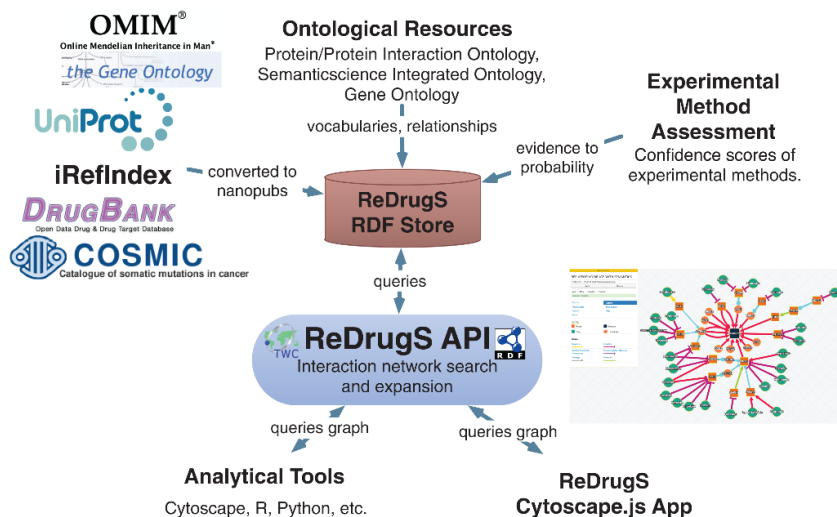 OMIM®
Online Mendelian Inheritance in Man®
the Gene Ontology
UniProt
iRefIndex
DRUGBANK
Open Data Drug & Drug Target Database
COSMIC
Catalogue of somatic mutations in cancer
Ontological Resources
Protein/Protein Interaction Ontology,
Semanticscience Integrated Ontology,
Gene Ontology
vocabularies, relationships
Experimental
Method
Assessment
Confidence scores of
experimental methods.
evidence to
probability
converted to
nanopubs
ReDrugS
RDF Store
queries
TWC
ReDrugS API
RDF
Interaction network search
and expansion
queries graph
queries graph
Analytical Tools
Cytoscape, R, Python, etc.
ReDrugS
Cytoscape.js App